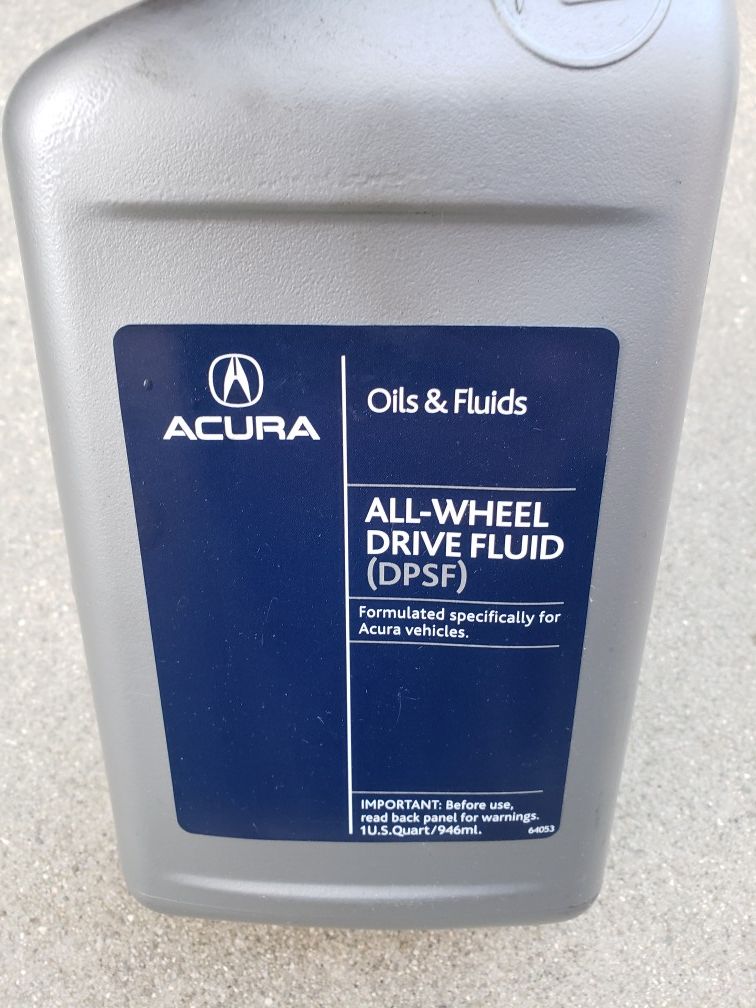 ACURA
Oils & Fluids
ALL-WHEEL
DRIVE FLUID
(DPSF)
Formulated specifically for
Acura vehicles.
IMPORTANT: Before use,
read back panel for warnings.
1U.S.Quart/946ml.
64053